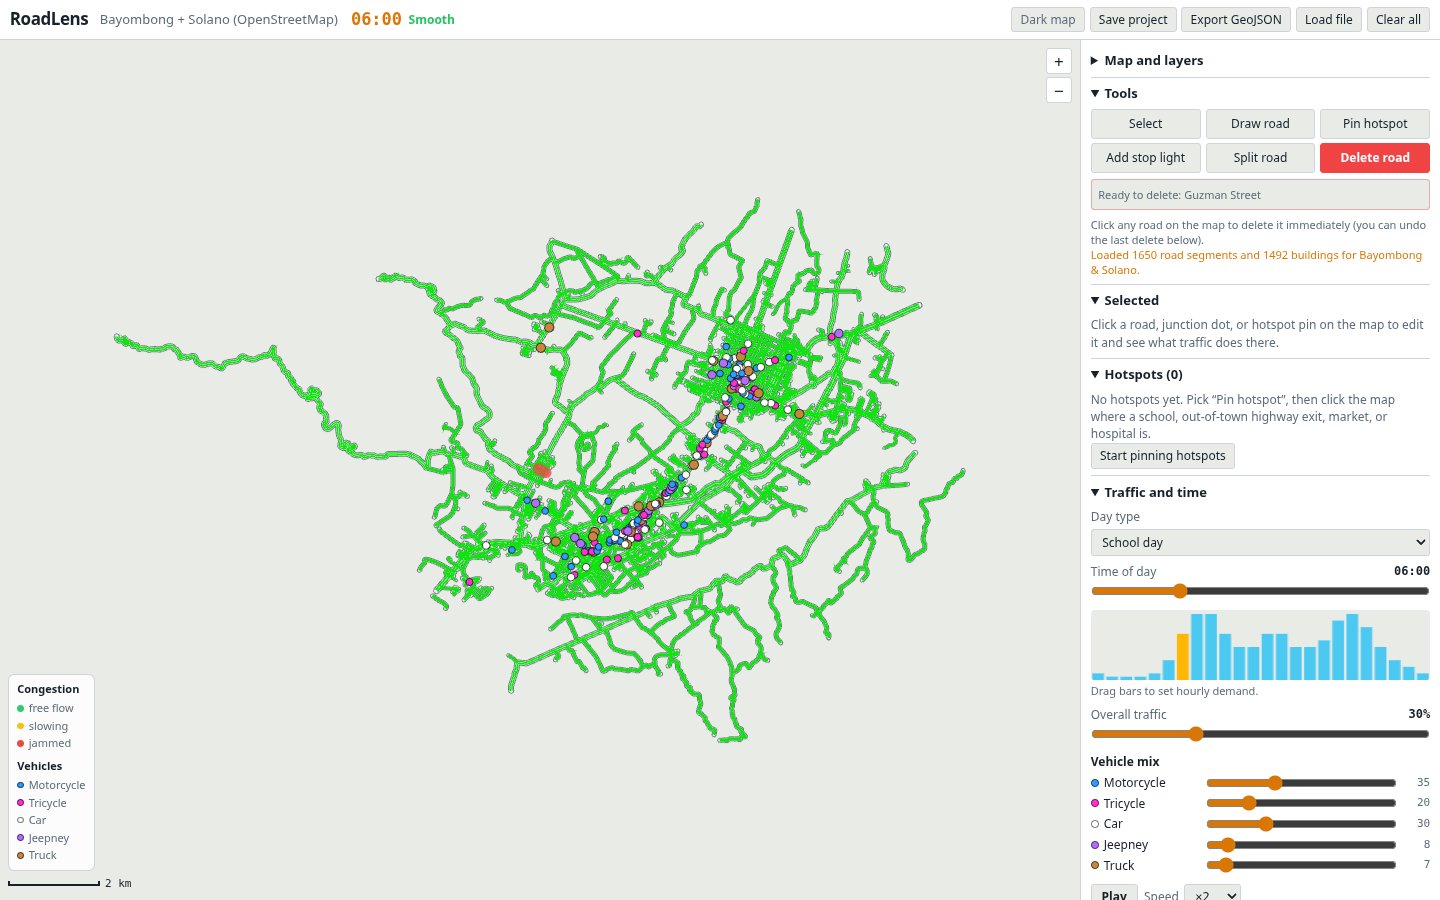 RoadLens Bayombong + Solano (OpenStreetMap) 06:00 Smooth
Dark map Save project Export GeoJSON Load file Clear all
+
−
▶ Map and layers
▼ Tools
Select Draw road Pin hotspot
Add stop light Split road Delete road
Ready to delete: Guzman Street
Click any road on the map to delete it immediately (you can undo
the last delete below).
Loaded 1650 road segments and 1492 buildings for Bayombong
& Solano.
▼ Selected
Click a road, junction dot, or hotspot pin on the map to edit
it and see what traffic does there.
▼ Hotspots (0)
No hotspots yet. Pick “Pin hotspot”, then click the map
where a school, out-of-town highway exit, market, or
hospital is.
Start pinning hotspots
▼ Traffic and time
Day type
School day
Time of day 06:00
Drag bars to set hourly demand.
Overall traffic 30%
Vehicle mix
Motorcycle 35
Tricycle 20
Car 30
Jeepney 8
Truck 7
Play Speed ×2
Congestion
free flow
slowing
jammed
Vehicles
Motorcycle
Tricycle
Car
Jeepney
Truck
2 km